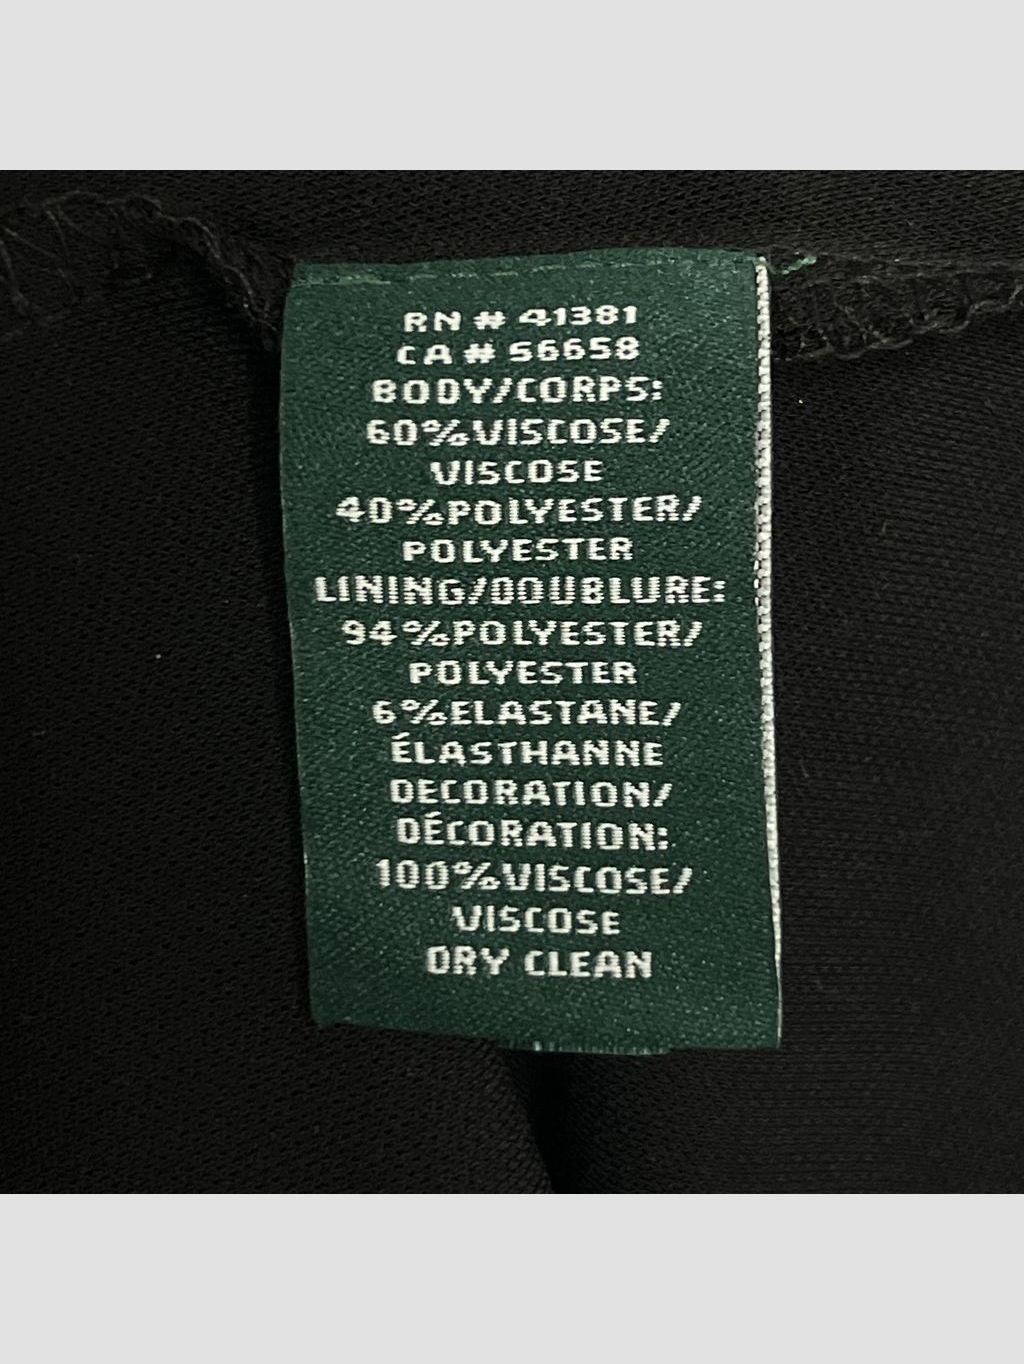 RN # 41381
CA # 56658
BODY/CORPS:
60%VISCOSE/
VISCOSE
40%POLYESTER/
POLYESTER
LINING/DOUBLURE:
94%POLYESTER/
POLYESTER
6%ELASTANE/
ÉLASTHANNE
DECORATION/
DÉCORATION:
100%VISCOSE/
VISCOSE
DRY CLEAN